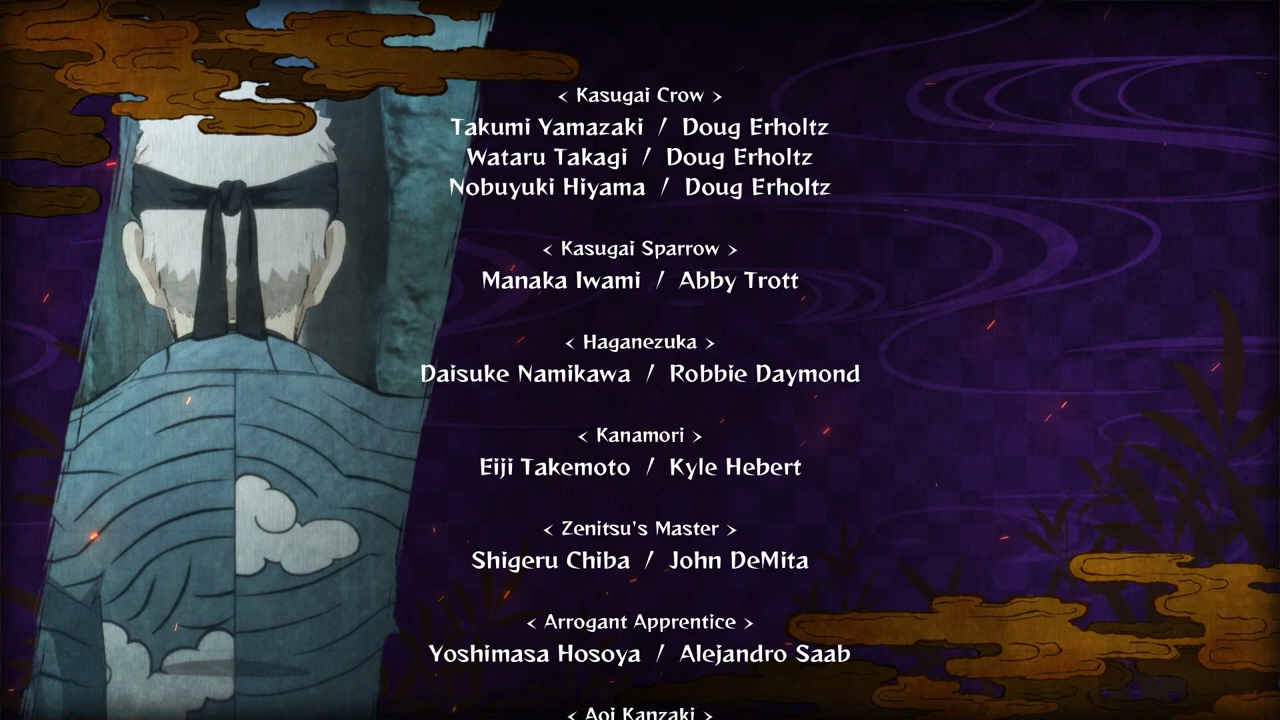 < Kasugai Crow >
Takumi Yamazaki / Doug Erholtz
Wataru Takagi / Doug Erholtz
Nobuyuki Hiyama / Doug Erholtz
< Kasugai Sparrow >
Manaka Iwami / Abby Trott
< Haganezuka >
Daisuke Namikawa / Robbie Daymond
< Kanamori >
Eiji Takemoto / Kyle Hebert
< Zenitsu's Master >
Shigeru Chiba / John DeMita
< Arrogant Apprentice >
Yoshimasa Hosoya / Alejandro Saab
< Aoi Kanzaki >